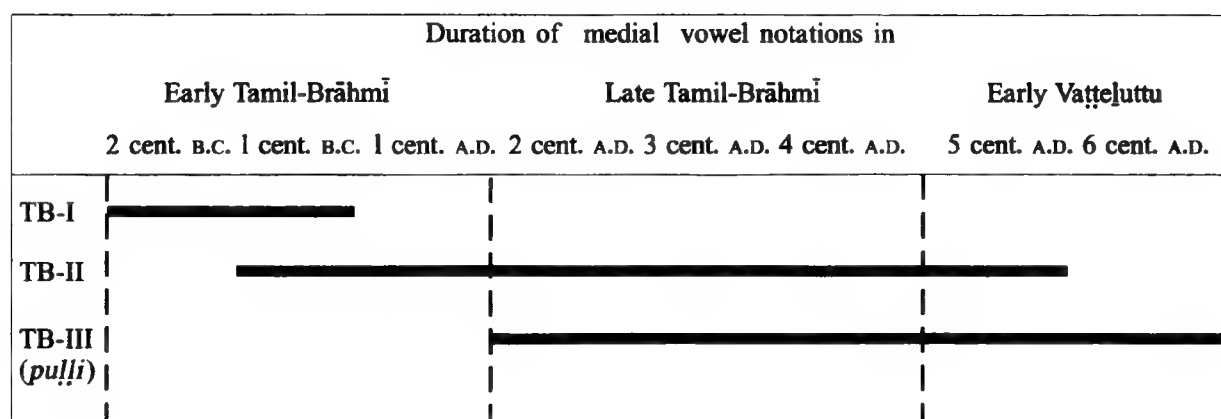 Duration of medial vowel notations in
Early Tamil-Brāhmī Late Tamil-Brāhmī Early Vaṭṭeḻuttu
2 cent. B.C. 1 cent. B.C. 1 cent. A.D. 2 cent. A.D. 3 cent. A.D. 4 cent. A.D. 5 cent. A.D. 6 cent. A.D.
TB-I
TB-II
TB-III
(puḷḷi)